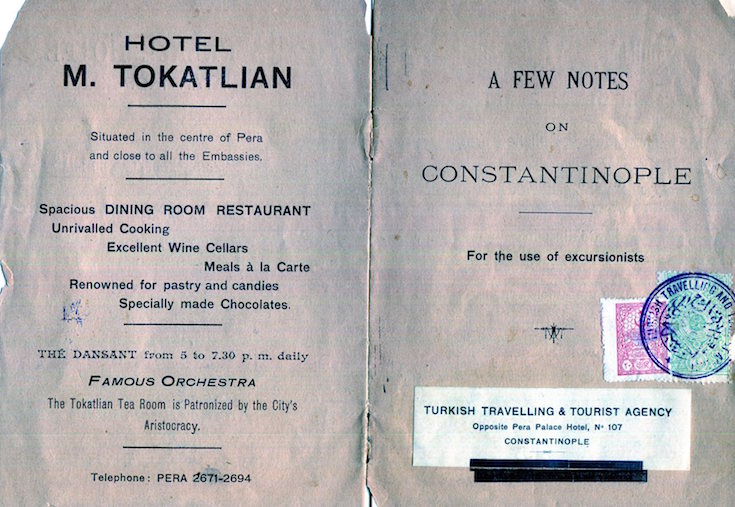 HOTEL
M. TOKATLIAN
Situated in the centre of Pera
and close to all the Embassies.
Spacious DINING ROOM RESTAURANT
Unrivalled Cooking
Excellent Wine Cellars
Meals à la Carte
Renowned for pastry and candies
Specially made Chocolates.
THÉ DANSANT from 5 to 7.30 p. m. daily
FAMOUS ORCHESTRA
The Tokatlian Tea Room is Patronized by the City's
Aristocracy.
Telephone: PERA 2671-2694
A FEW NOTES
ON
CONSTANTINOPLE
For the use of excursionists
TURKISH TRAVELLING AND
TURKISH TRAVELLING & TOURIST AGENCY
Opposite Pera Palace Hotel, Nº 107
CONSTANTINOPLE